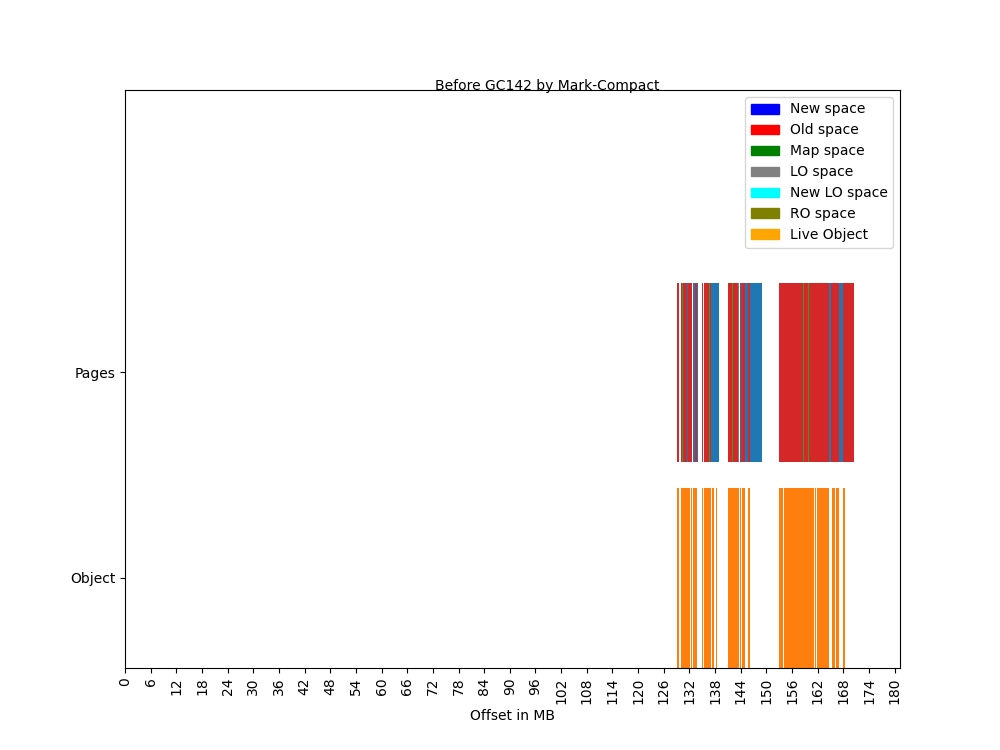 Before GC142 by Mark-Compact
New space
Old space
Map space
LO space
New LO space
RO space
Live Object
Pages
Object
0 6 12 18 24 30 36 42 48 54 60 66 72 78 84 90 96 102 108 114 120 126 132 138 144 150 156 162 168 174 180
Offset in MB